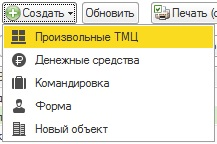 Создать Обновить Печать (
Произвольные ТМЦ
Денежные средства
Командировка
Форма
Новый объект